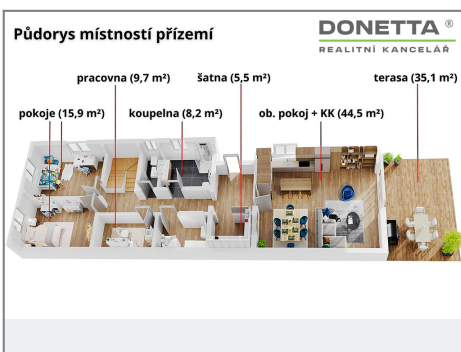 Půdorys místností přízemí
DONETTA ®
REALITNÍ KANCELÁŘ
pracovna (9,7 m²) šatna (5,5 m²) terasa (35,1 m²)
pokoje (15,9 m²) koupelna (8,2 m²) ob. pokoj + KK (44,5 m²)